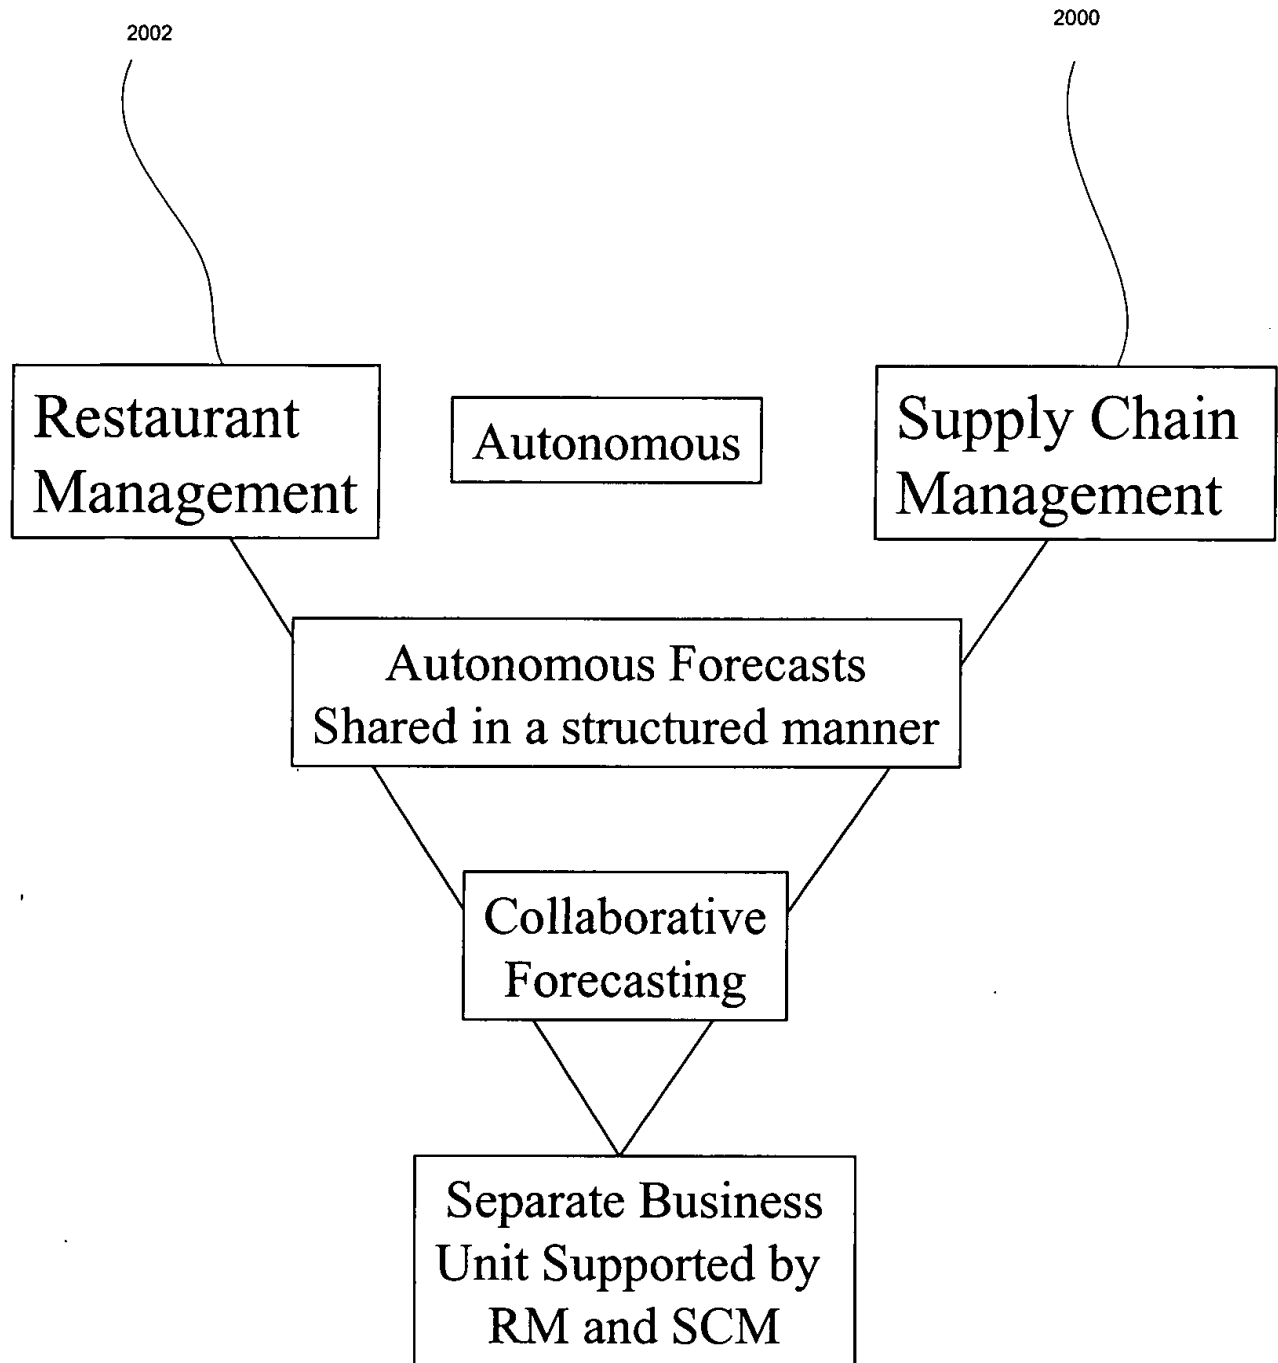 2002
2000
Restaurant
Management
Autonomous
Supply Chain
Management
Autonomous Forecasts
Shared in a structured manner
Collaborative
Forecasting
Separate Business
Unit Supported by
RM and SCM